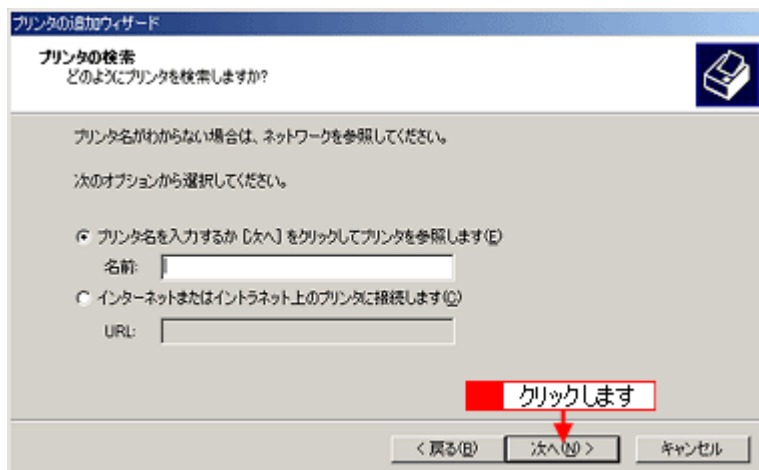 プリンタの追加ウィザード
プリンタの検索
どのようにプリンタを検索しますか?
プリンタ名がわからない場合は、ネットワークを参照してください。
次のオプションから選択してください。
プリンタ名を入力するか [次へ] をクリックしてプリンタを参照します(E)
名前:
インターネットまたはイントラネット上のプリンタに接続します(C)
URL:
クリックします
< 戻る(B) 次へ(N) > キャンセル